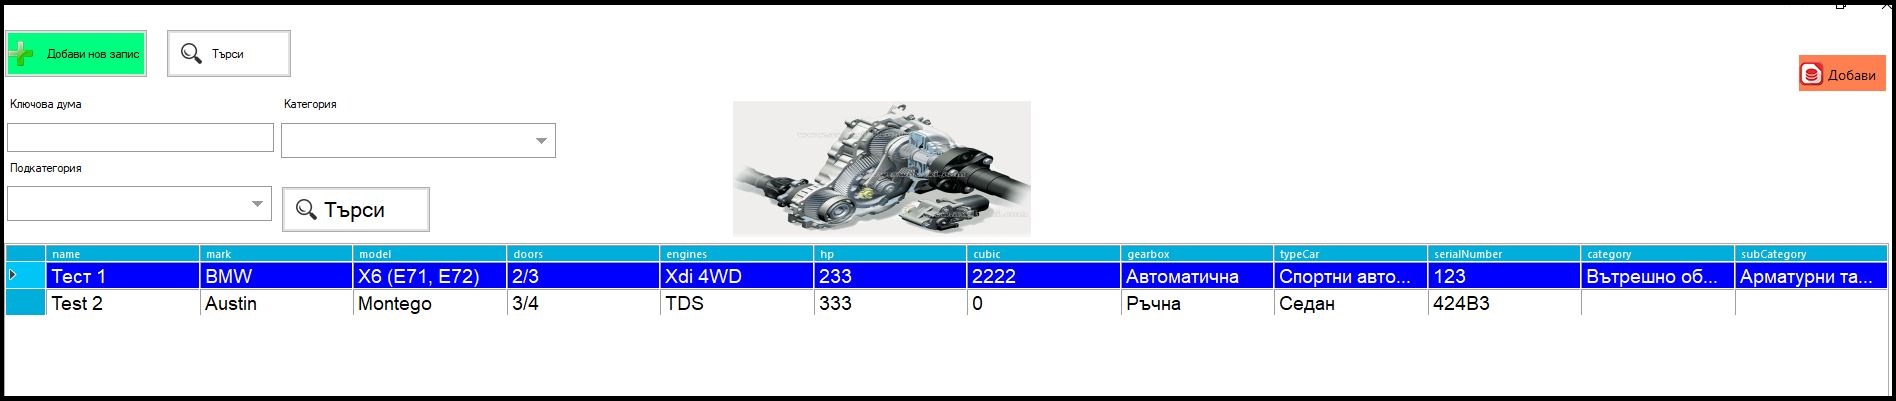 Добави нов запис
Търси
Добави
Ключова дума
Категория
Подкатегория
Търси
name mark model doors engines hp cubic gearbox typeCar serialNumber category subCategory
Тест 1 BMW X6 (E71, E72) 2/3 Xdi 4WD 233 2222 Автоматична Спортни авто... 123 Вътрешно об... Арматурни та...
Test 2 Austin Montego 3/4 TDS 333 0 Ръчна Седан 424B3